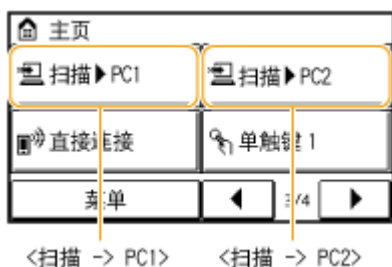 主页
扫描▶PC1
扫描▶PC2
直接连接
单触键 1
菜单
◀ 3/4 ▶
<扫描 -> PC1>
<扫描 -> PC2>